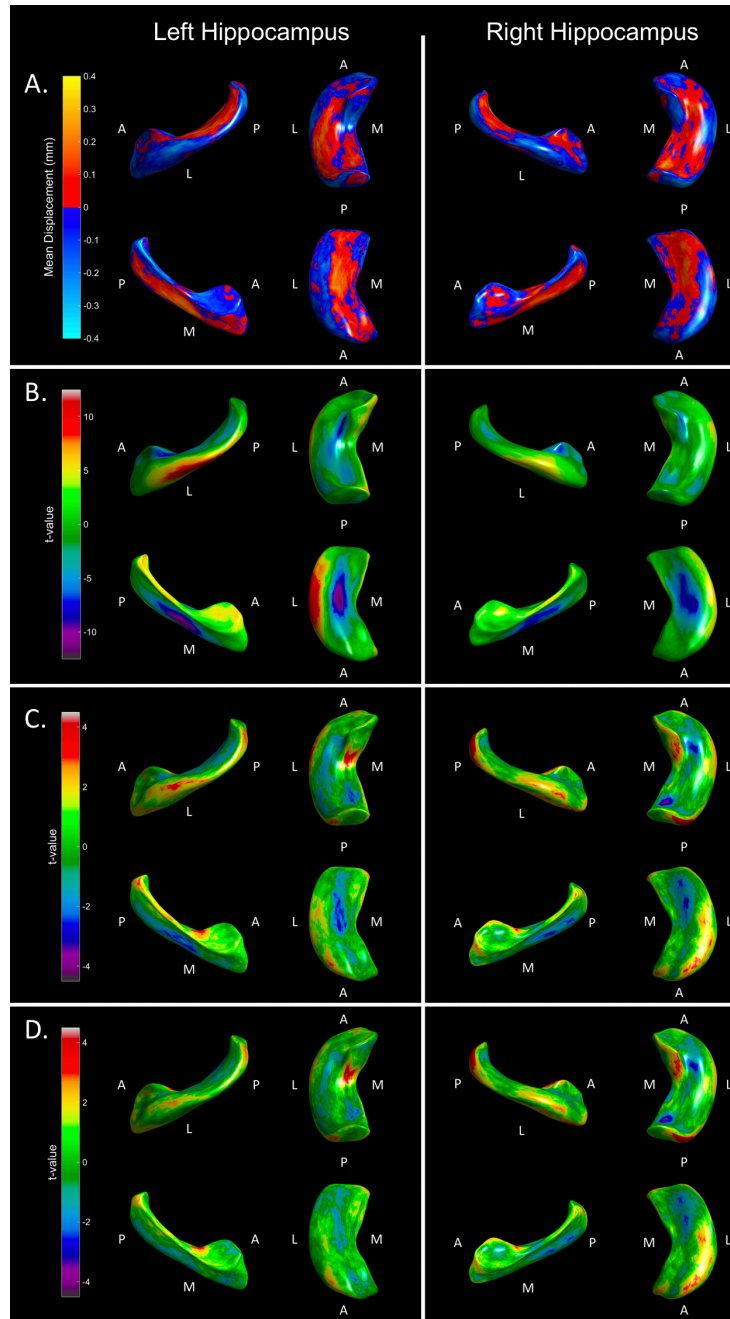 Left Hippocampus
Right Hippocampus
A.
Mean Displacement (mm)
0.4
0.3
0.2
0.1
0
-0.1
-0.2
-0.3
-0.4
A
P
L
A
L
M
P
P
A
L
A
M
L
P
P
A
M
L
M
A
A
P
M
M
L
A
B.
t-value
10
5
0
-5
-10
A
P
L
A
L
M
P
P
A
L
A
M
L
P
P
A
M
L
M
A
A
P
M
M
L
A
C.
t-value
4
2
0
-2
-4
A
P
L
A
L
M
P
P
A
L
A
M
L
P
P
A
M
L
M
A
A
P
M
M
L
A
D.
t-value
4
2
0
-2
-4
A
P
L
A
L
M
P
P
A
L
A
M
L
P
P
A
M
L
M
A
A
P
M
M
L
A